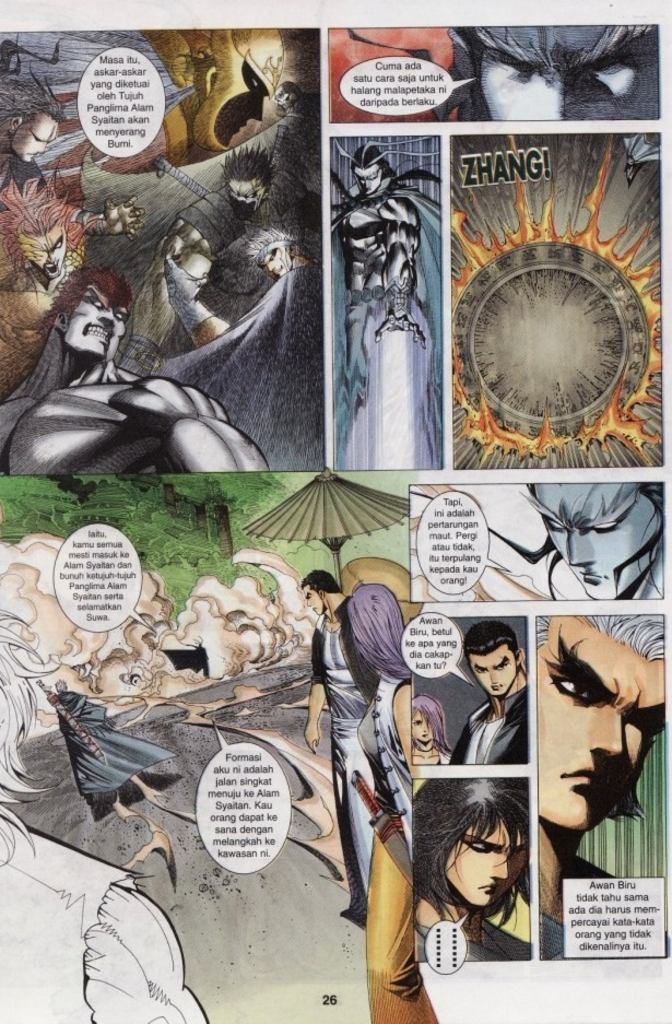 Masa itu,
askar-askar
yang diketuai
oleh Tujuh
Panglima Alam
Syaitan akan
menyerang
Bumi.
Cuma ada
satu cara saja untuk
halang malapetaka ni
daripada berlaku.
ZHANG!
Iaitu,
kamu semua
mesti masuk ke
Alam Syaitan dan
bunuh ketujuh-tujuh
Panglima Alam
Syaitan serta
selamatkan
Suwa.
Tapi,
ini adalah
pertarungan
maut. Pergi
atau tidak,
itu terpulang
kepada kau
orang!
Formasi
aku ni adalah
jalan singkat
menuju ke Alam
Syaitan. Kau
orang dapat ke
sana dengan
melangkah ke
kawasan ni.
Awan
Biru, betul
ke apa yang
dia cakap-
kan tu?
Awan Biru
tidak tahu sama
ada dia harus mem-
percayai kata-kata
orang yang tidak
dikenalinya itu.
26